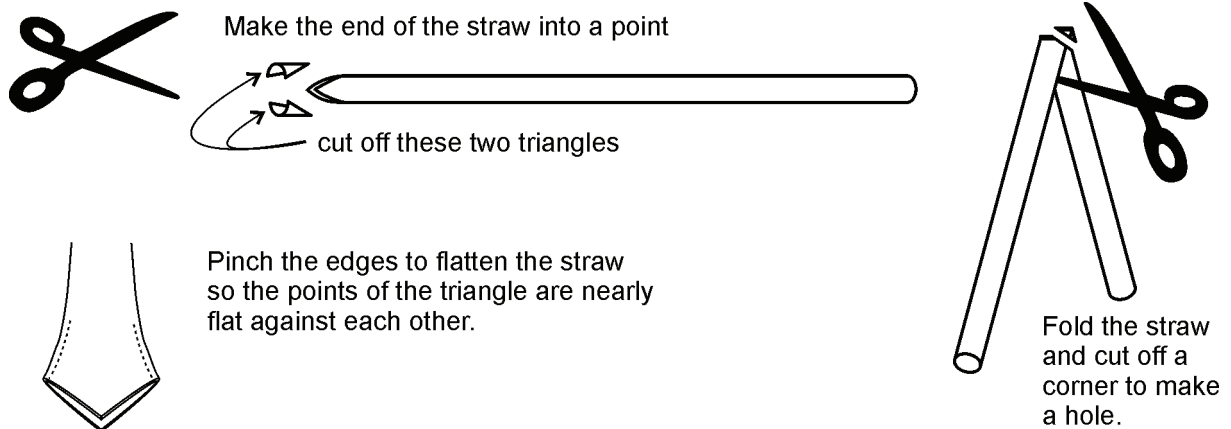 Make the end of the straw into a point
cut off these two triangles
Pinch the edges to flatten the straw
so the points of the triangle are nearly
flat against each other.
Fold the straw
and cut off a
corner to make
a hole.